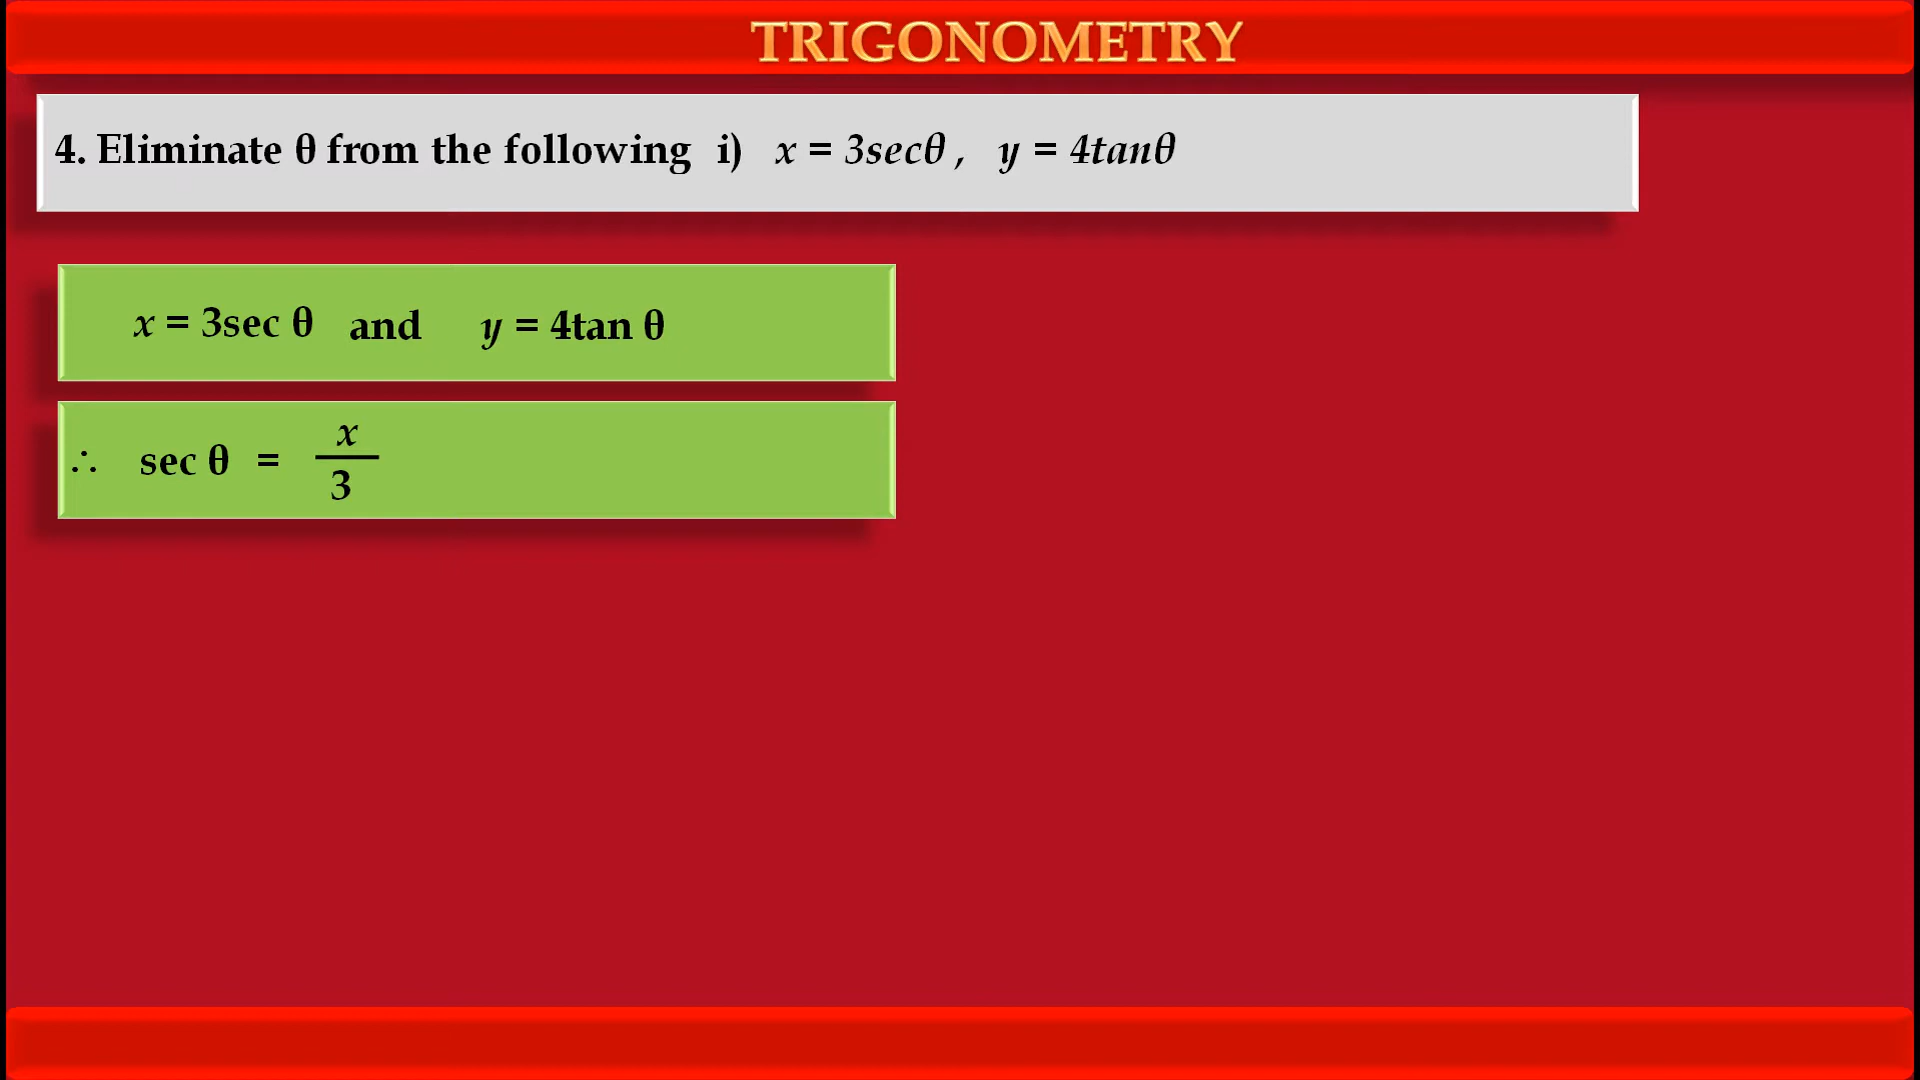 TRIGONOMETRY
4. Eliminate θ from the following i) x = 3secθ , y = 4tanθ
x = 3sec θ and y = 4tan θ
∴ sec θ = x
3